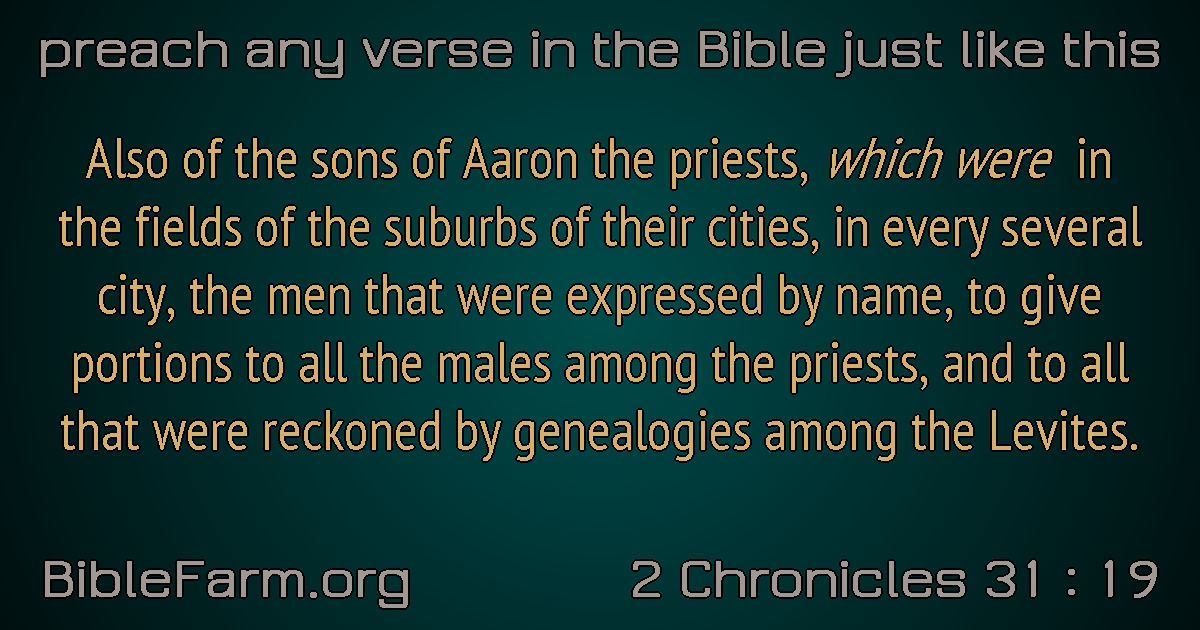 preach any verse in the Bible just like this
Also of the sons of Aaron the priests, which were in
the fields of the suburbs of their cities, in every several
city, the men that were expressed by name, to give
portions to all the males among the priests, and to all
that were reckoned by genealogies among the Levites.
BibleFarm.org
2 Chronicles 31 : 19